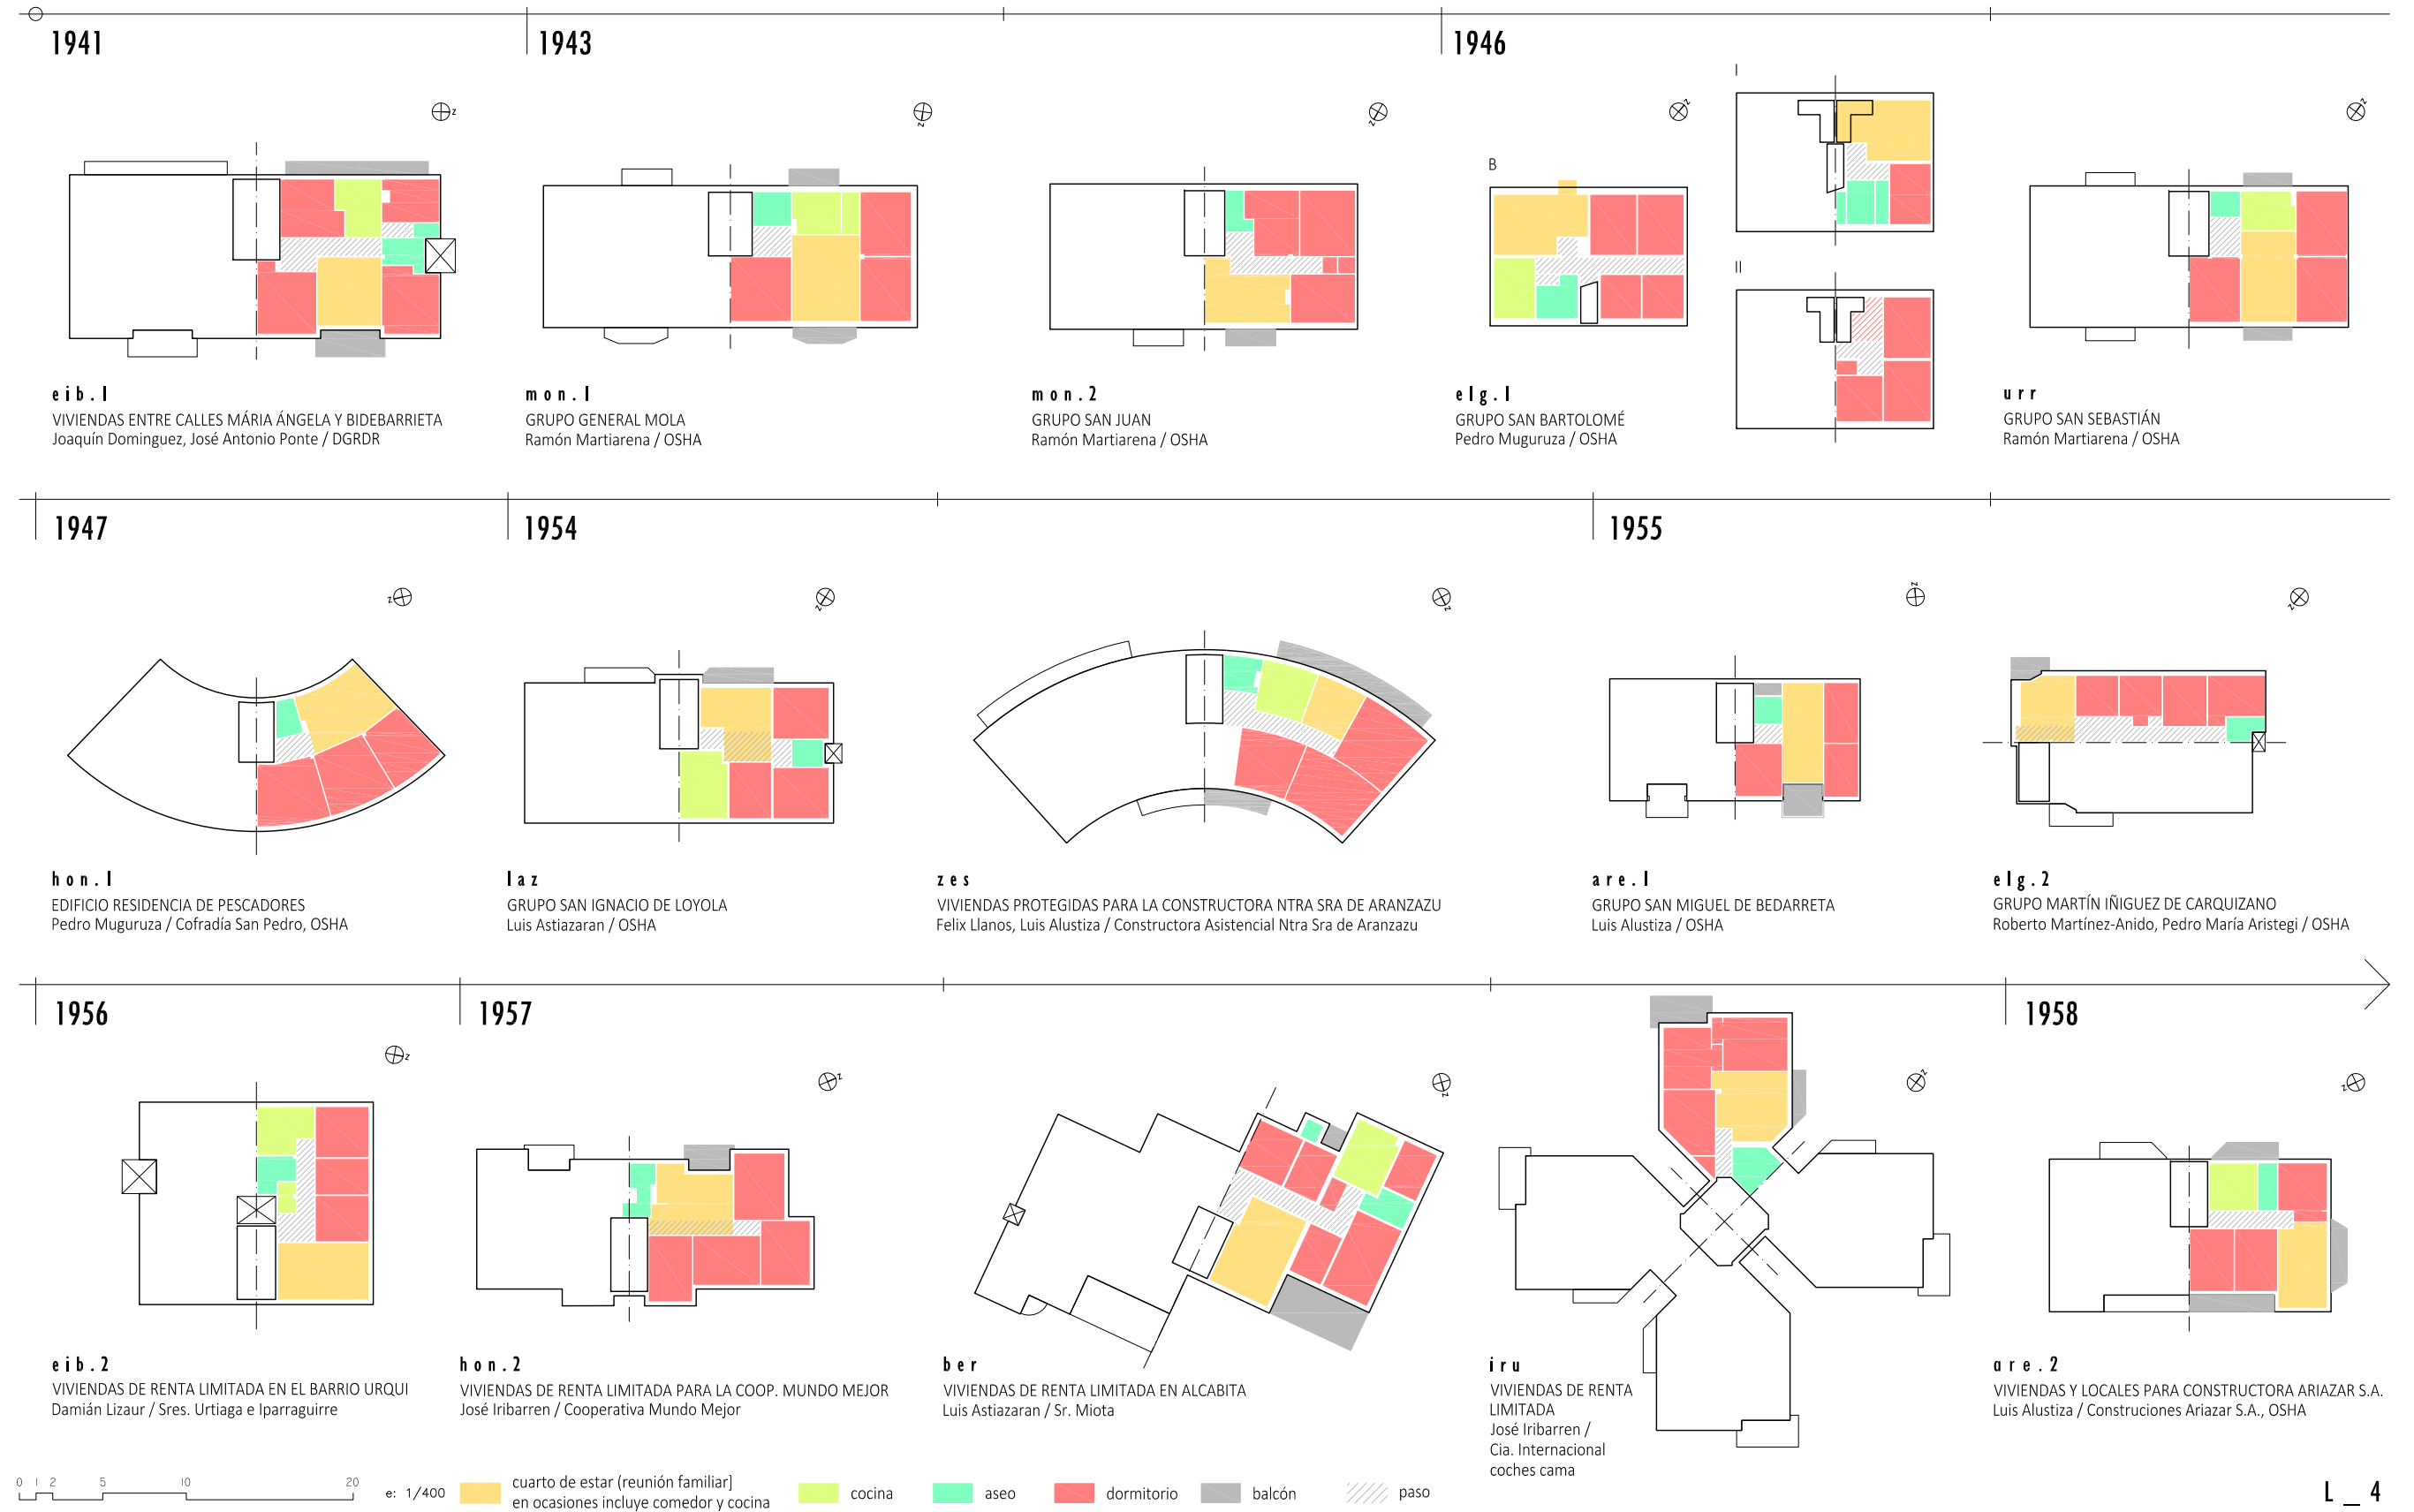 1941
1943
1946
z
z
z
z
z
B
I
II
eib.1
VIVIENDAS ENTRE CALLES MÁRIA ÁNGELA Y BIDEBARRIETA
Joaquín Dominguez, José Antonio Ponte / DGRDR
mon.1
GRUPO GENERAL MOLA
Ramón Martiarena / OSHA
mon.2
GRUPO SAN JUAN
Ramón Martiarena / OSHA
elg.1
GRUPO SAN BARTOLOMÉ
Pedro Muguruza / OSHA
urr
GRUPO SAN SEBASTIÁN
Ramón Martiarena / OSHA
1947
1954
1955
z
z
z
z
z
hon.1
EDIFICIO RESIDENCIA DE PESCADORES
Pedro Muguruza / Cofradía San Pedro, OSHA
laz
GRUPO SAN IGNACIO DE LOYOLA
Luis Astiazaran / OSHA
zes
VIVIENDAS PROTEGIDAS PARA LA CONSTRUCTORA NTRA SRA DE ARANZAZU
Felix Llanos, Luis Alustiza / Constructora Asistencial Ntra Sra de Aranzazu
are.1
GRUPO SAN MIGUEL DE BEDARRETA
Luis Alustiza / OSHA
elg.2
GRUPO MARTÍN IÑIGUEZ DE CARQUIZANO
Roberto Martínez-Anido, Pedro María Aristegi / OSHA
1956
1957
1958
z
z
z
z
z
eib.2
VIVIENDAS DE RENTA LIMITADA EN EL BARRIO URQUI
Damián Lizaur / Sres. Urtiaga e Iparraguirre
hon.2
VIVIENDAS DE RENTA LIMITADA PARA LA COOP. MUNDO MEJOR
José Iribarren / Cooperativa Mundo Mejor
ber
VIVIENDAS DE RENTA LIMITADA EN ALCABITA
Luis Astiazaran / Sr. Miota
iru
VIVIENDAS DE RENTA
LIMITADA
José Iribarren /
Cia. Internacional
coches cama
are.2
VIVIENDAS Y LOCALES PARA CONSTRUCTORA ARIAZAR S.A.
Luis Alustiza / Construciones Ariazar S.A., OSHA
0 1 2 5 10 20
e: 1/400
cuarto de estar (reunión familiar]
en ocasiones incluye comedor y cocina
cocina
aseo
dormitorio
balcón
paso
L _ 4